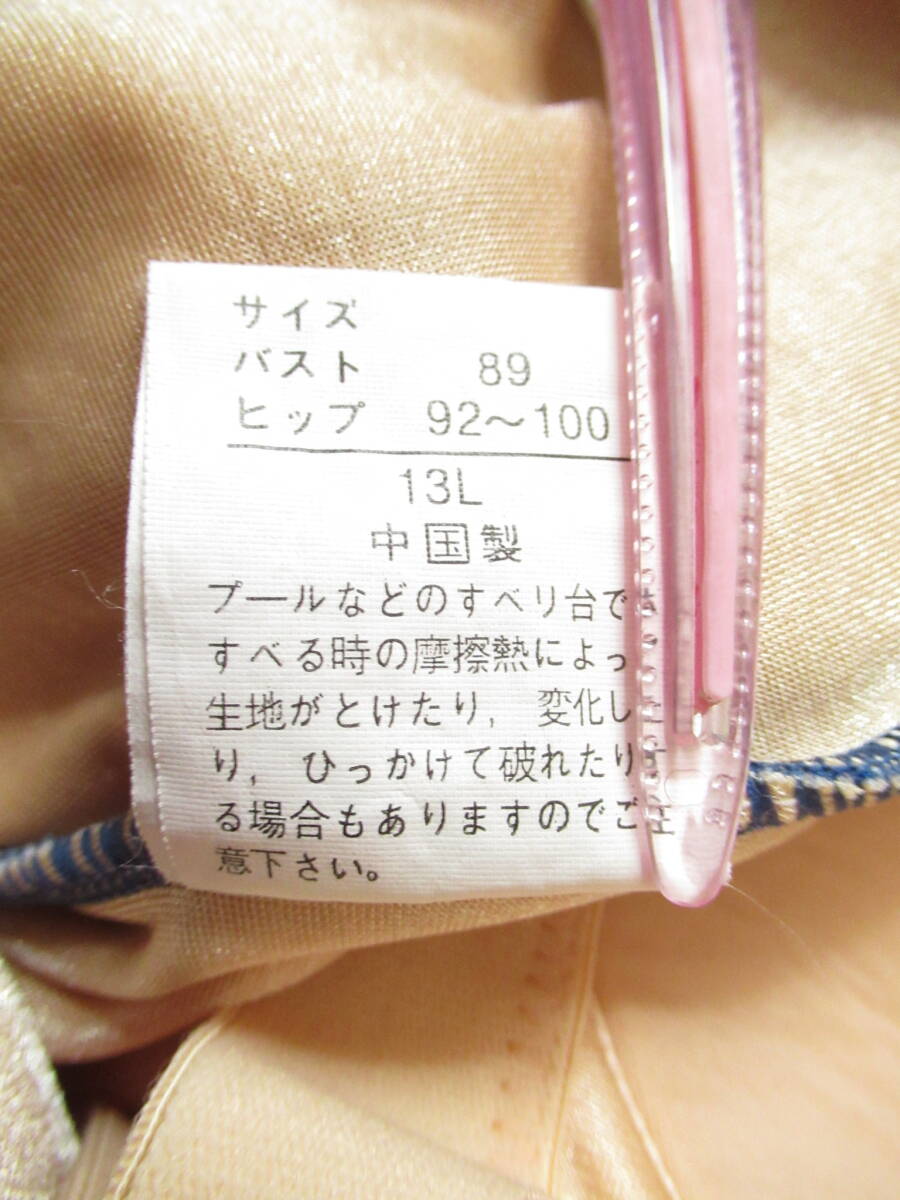 サイズ
バスト 89
ヒップ 92〜100
13L
中国製
プールなどのすべり台で
すべる時の摩擦熱によっ
生地がとけたり, 変化した
り, ひっかけて破れたりす
る場合もありますのでご注
意下さい。